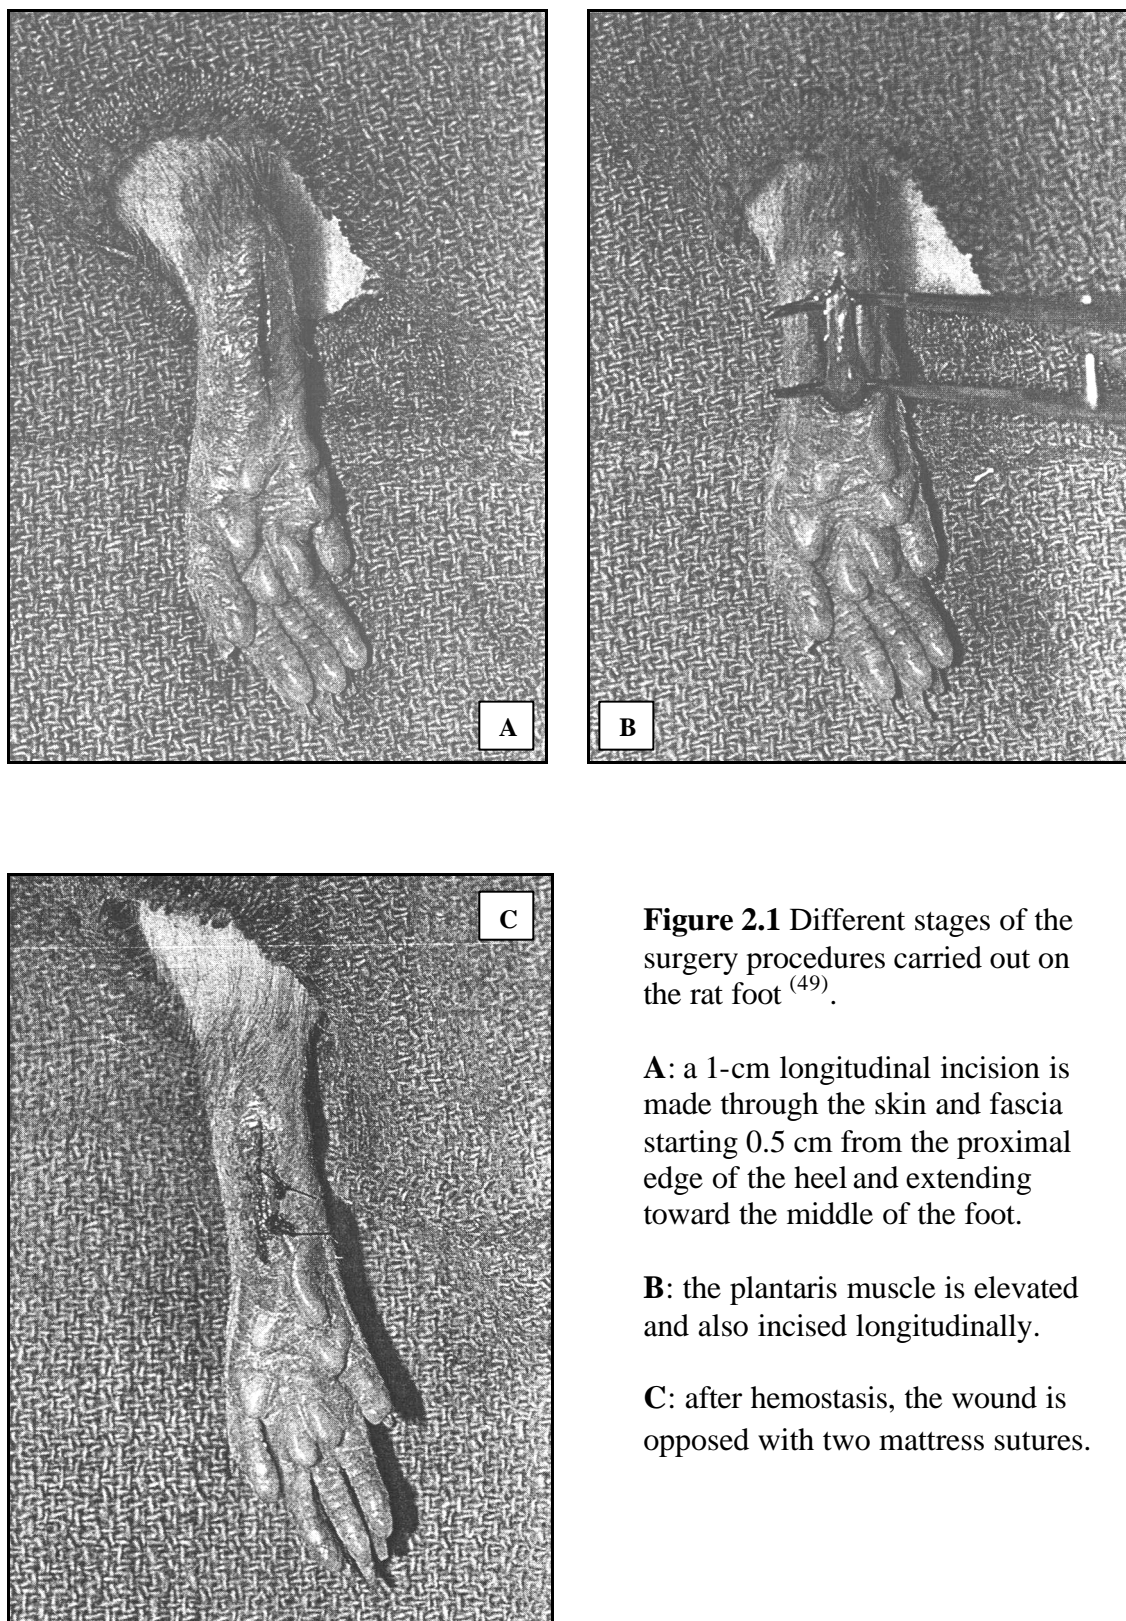 A
B
C
Figure 2.1 Different stages of the
surgery procedures carried out on
the rat foot (49).
A: a 1-cm longitudinal incision is
made through the skin and fascia
starting 0.5 cm from the proximal
edge of the heel and extending
toward the middle of the foot.
B: the plantaris muscle is elevated
and also incised longitudinally.
C: after hemostasis, the wound is
opposed with two mattress sutures.